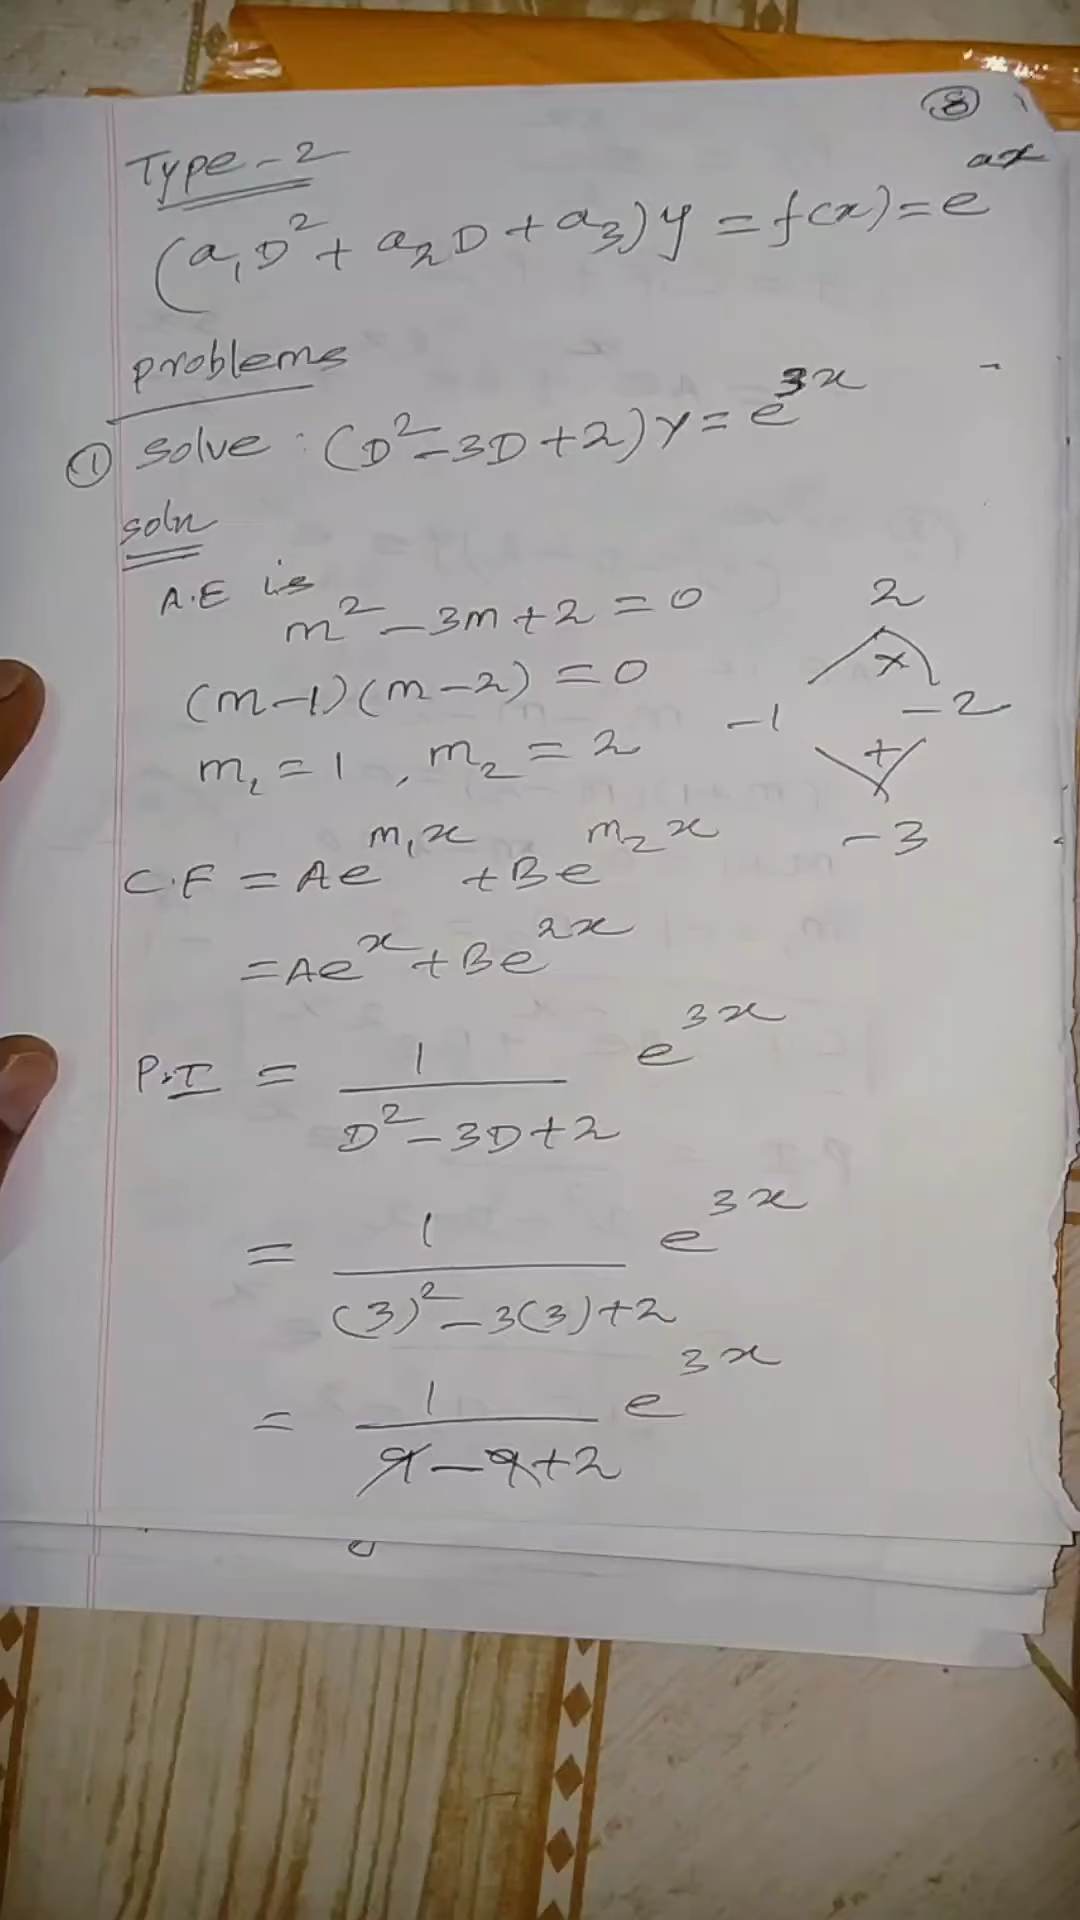 8
Type-2
(a₁D² + a₂D + a₃)y = f(x) = e^ax
problems
① Solve : (D² - 3D + 2)y = e^3x
soln
A.E is
m² - 3m + 2 = 0
2
(m-1)(m-2) = 0
×
-1 -2
m₁ = 1 , m₂ = 2
+
-3
C.F = Ae^m₁x + Be^m₂x
= Ae^x + Be^2x
P.I = 1/(D² - 3D + 2) e^3x
= 1/((3)² - 3(3) + 2) e^3x
= 1/(9 - 9 + 2) e^3x